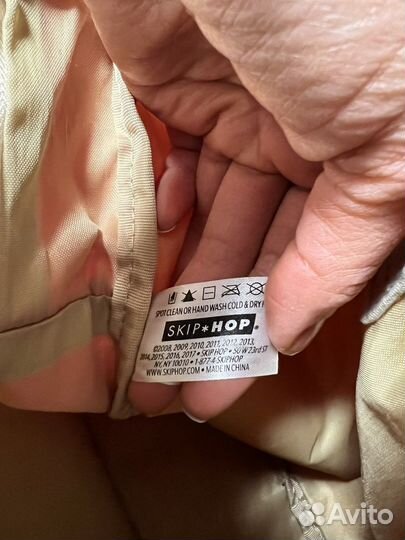 SPOT CLEAN OR HAND WASH COLD & DRY
SKIP*HOP®
©2008, 2009, 2010, 2011, 2012, 2013,
2014, 2015, 2016, 2017 • SKIP HOP • 50 W 23rd ST
NY, NY 10010 • 1-877-4 SKIPHOP
WWW.SKIPHOP.COM • MADE IN CHINA
Avito